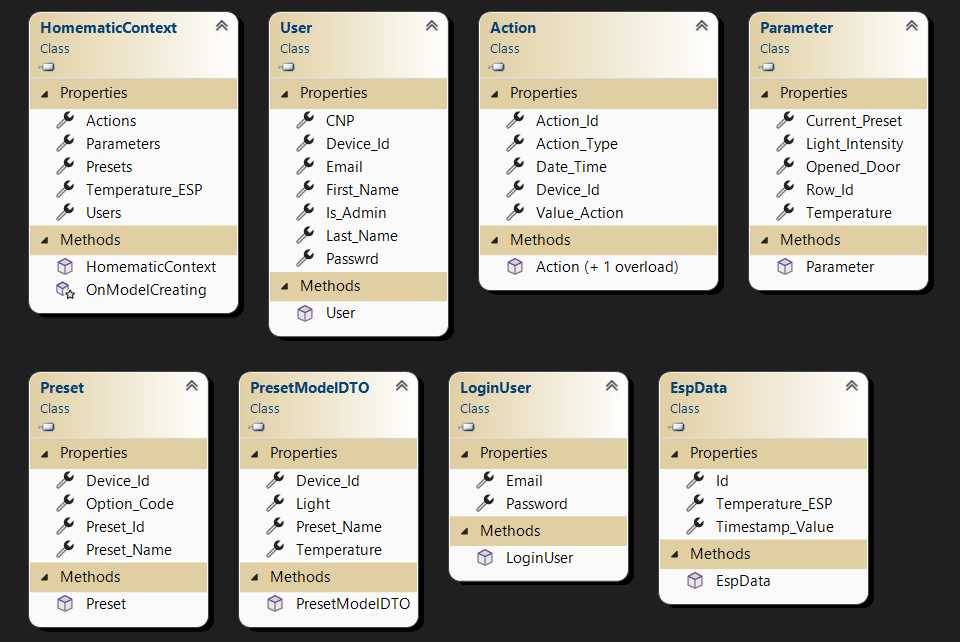 HomematicContext
Class
Properties
Actions
Parameters
Presets
Temperature_ESP
Users
Methods
HomematicContext
OnModelCreating
User
Class
Properties
CNP
Device_Id
Email
First_Name
Is_Admin
Last_Name
Passwrd
Methods
User
Action
Class
Properties
Action_Id
Action_Type
Date_Time
Device_Id
Value_Action
Methods
Action (+ 1 overload)
Parameter
Class
Properties
Current_Preset
Light_Intensity
Opened_Door
Row_Id
Temperature
Methods
Parameter
Preset
Class
Properties
Device_Id
Option_Code
Preset_Id
Preset_Name
Methods
Preset
PresetModelDTO
Class
Properties
Device_Id
Light
Preset_Name
Temperature
Methods
PresetModelDTO
LoginUser
Class
Properties
Email
Password
Methods
LoginUser
EspData
Class
Properties
Id
Temperature_ESP
Timestamp_Value
Methods
EspData